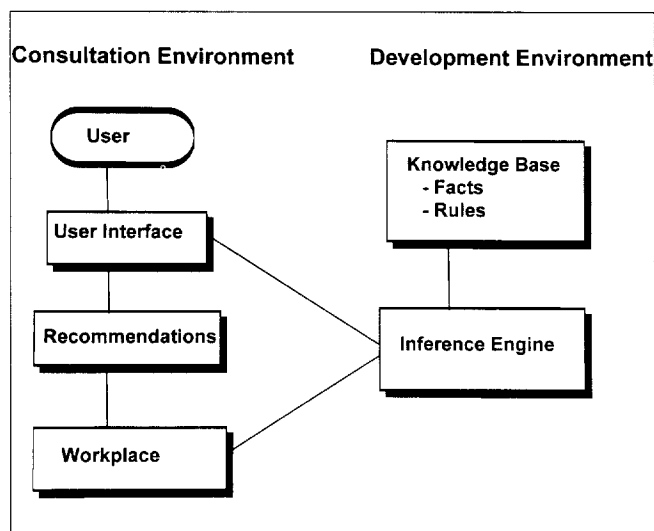 Consultation Environment
Development Environment
User
User Interface
Recommendations
Workplace
Knowledge Base
- Facts
- Rules
Inference Engine